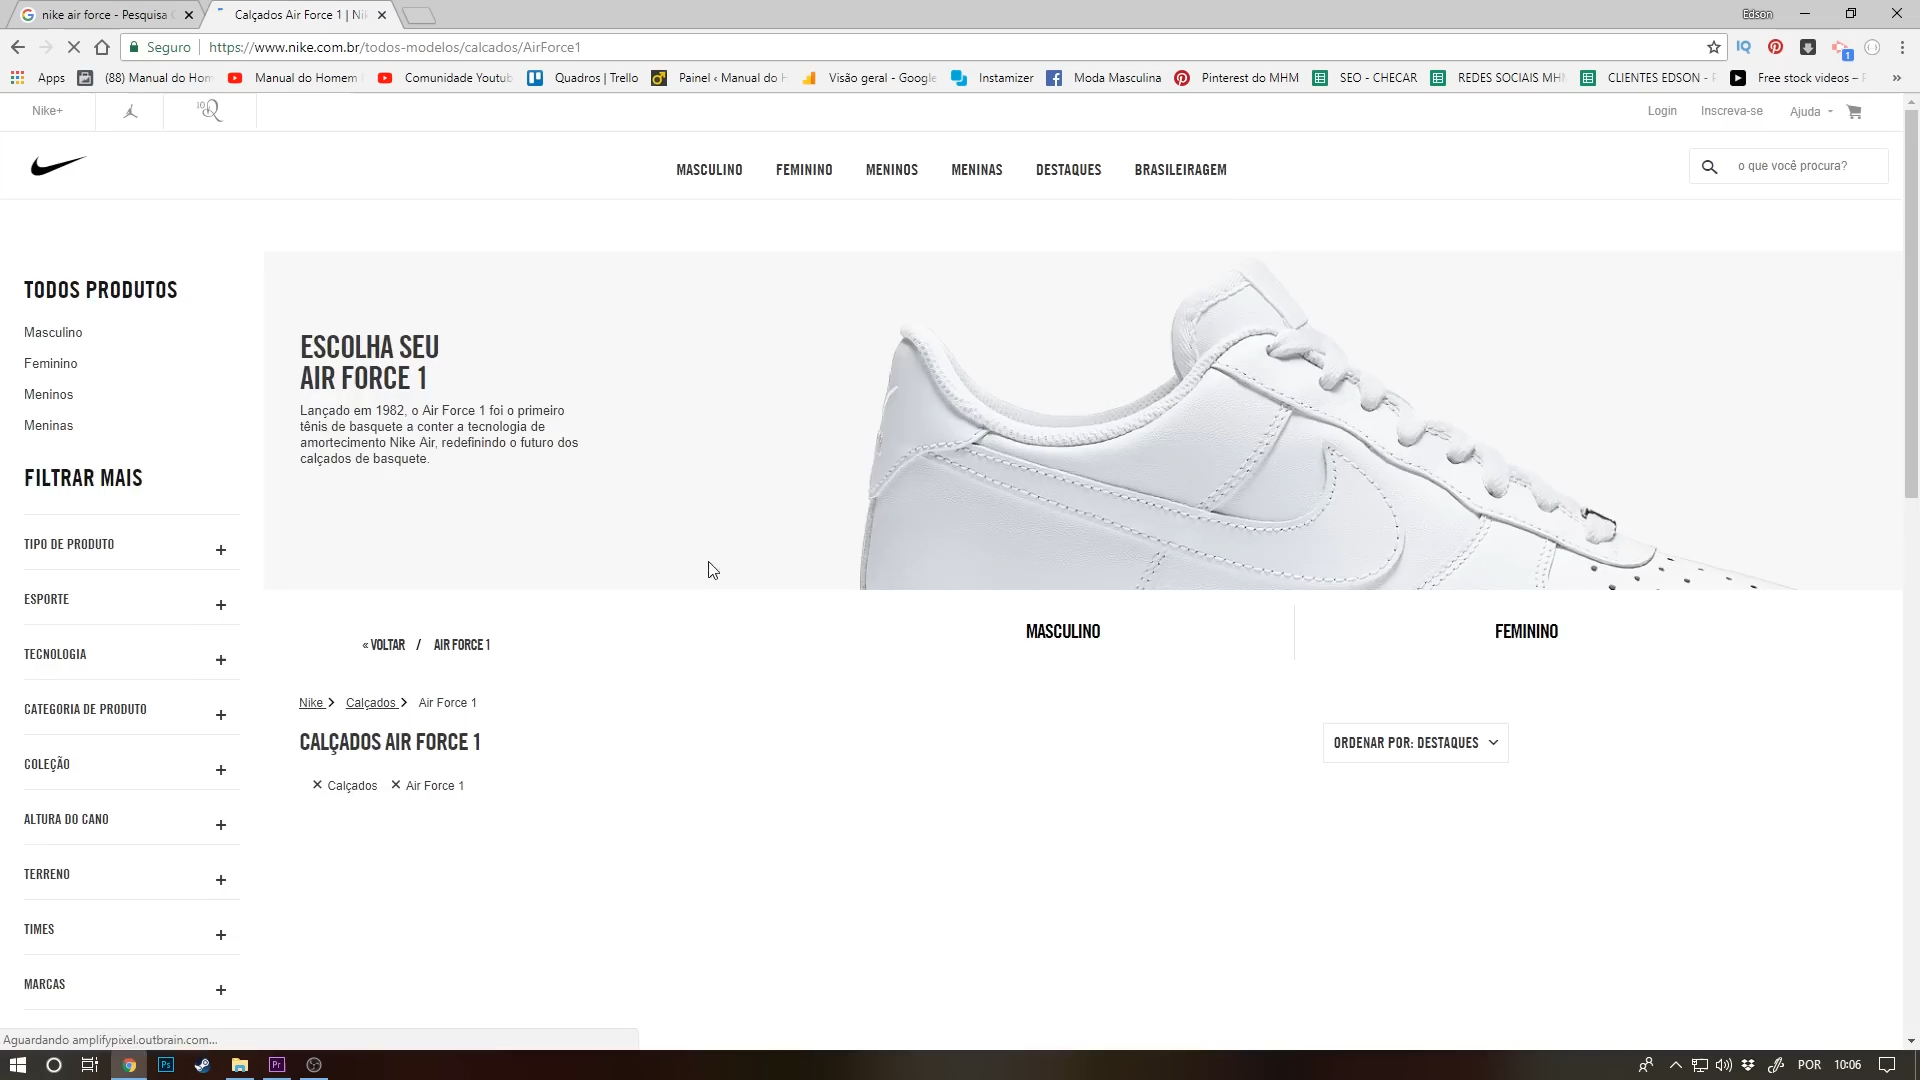 nike air force - Pesquisa
Calçados Air Force 1 | Ni
Edson
Seguro
https://www.nike.com.br/todos-modelos/calcados/AirForce1
IQ
1
Apps
(88) Manual do Hom
Manual do Homem
Comunidade Youtub
Quadros | Trello
Painel ‹ Manual do H
Visão geral - Google
Instamizer
Moda Masculina
Pinterest do MHM
SEO - CHECAR
REDES SOCIAIS MH
CLIENTES EDSON -
Free stock videos –
»
Nike+
Login
Inscreva-se
Ajuda
MASCULINO
FEMININO
MENINOS
MENINAS
DESTAQUES
BRASILEIRAGEM
o que você procura?
TODOS PRODUTOS
Masculino
Feminino
Meninos
Meninas
FILTRAR MAIS
TIPO DE PRODUTO +
ESPORTE +
TECNOLOGIA +
CATEGORIA DE PRODUTO +
COLEÇÃO +
ALTURA DO CANO +
TERRENO +
TIMES +
MARCAS +
ESCOLHA SEU
AIR FORCE 1
Lançado em 1982, o Air Force 1 foi o primeiro
tênis de basquete a conter a tecnologia de
amortecimento Nike Air, redefinindo o futuro dos
calçados de basquete.
« VOLTAR / AIR FORCE 1
MASCULINO
FEMININO
Nike
Calçados
Air Force 1
CALÇADOS AIR FORCE 1
ORDENAR POR: DESTAQUES
✕ Calçados
✕ Air Force 1
Aguardando amplifypixel.outbrain.com...
Ps
Pr
POR
10:06